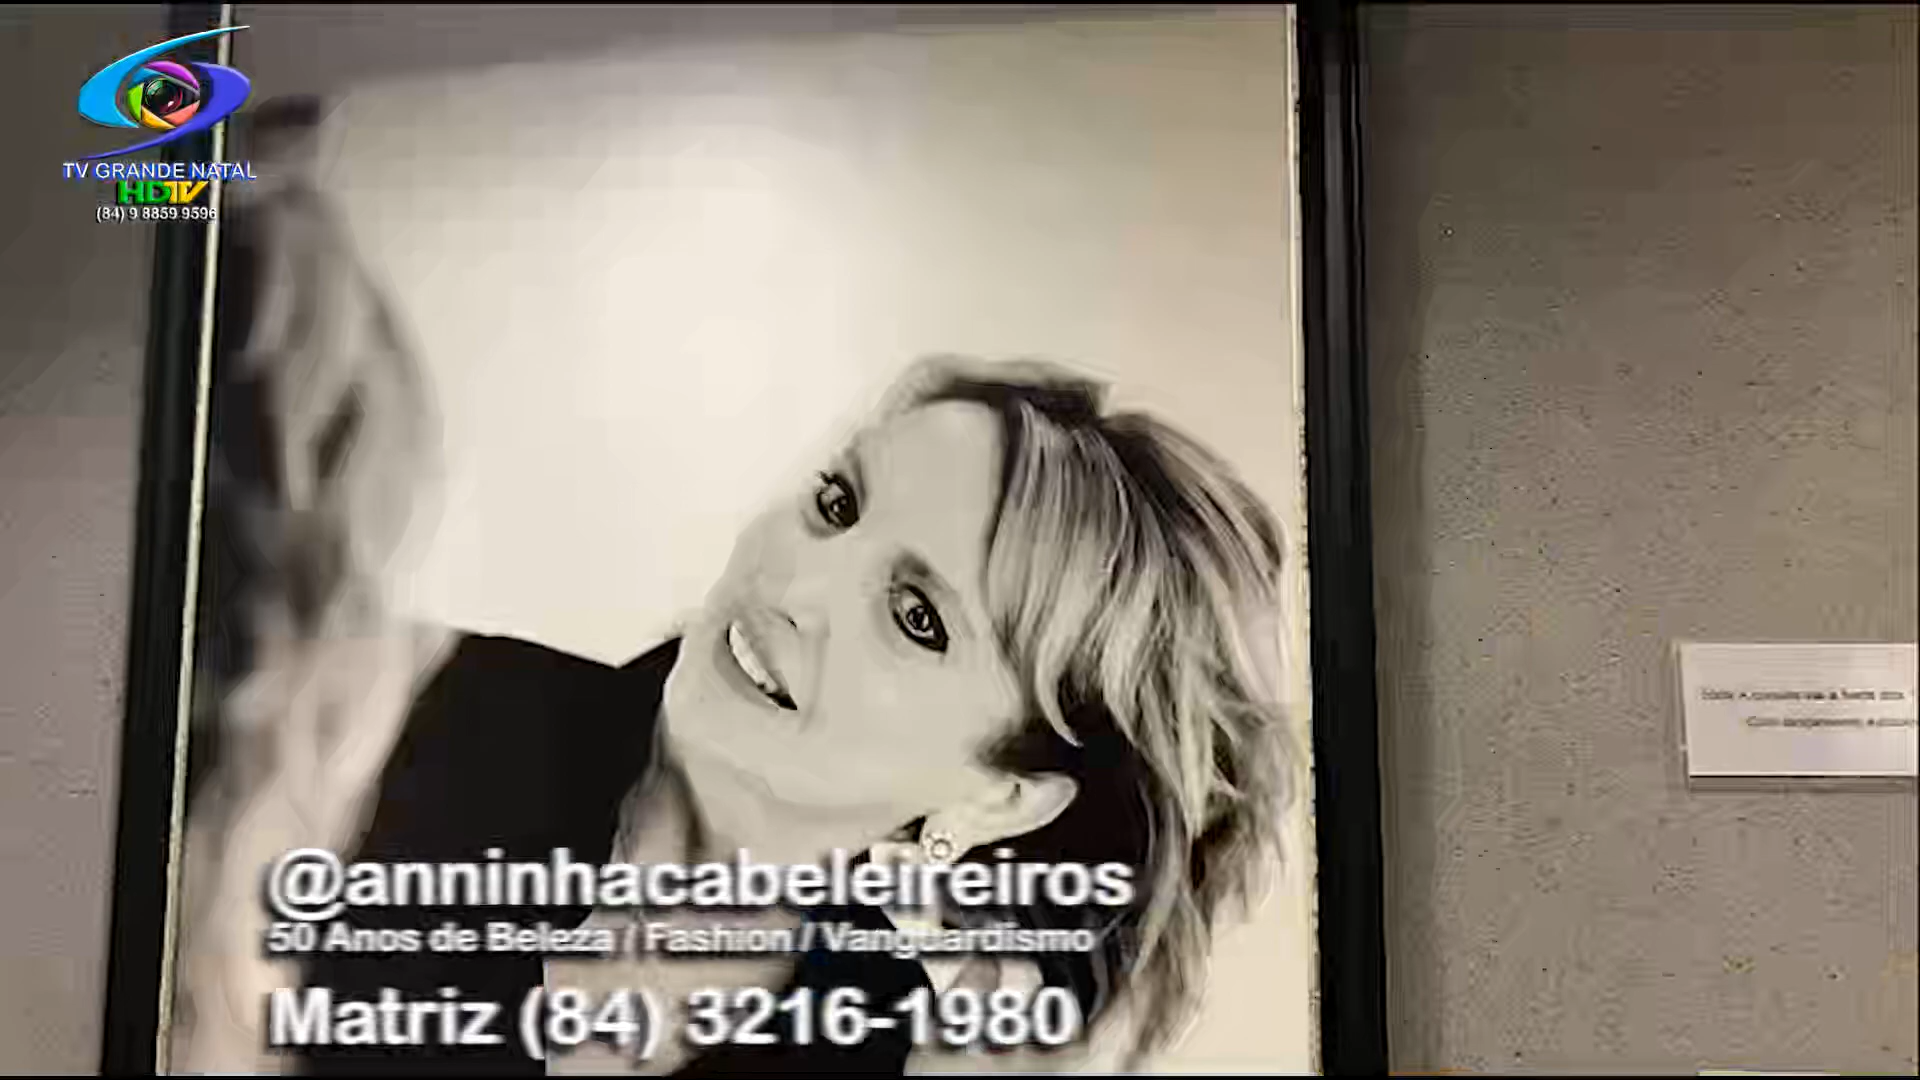 TV GRANDE NATAL
HDTV
(84) 9 8859 9596
@anninhacabeleireiros
50 Anos de Beleza / Fashion / Vanguardismo
Matriz (84) 3216-1980